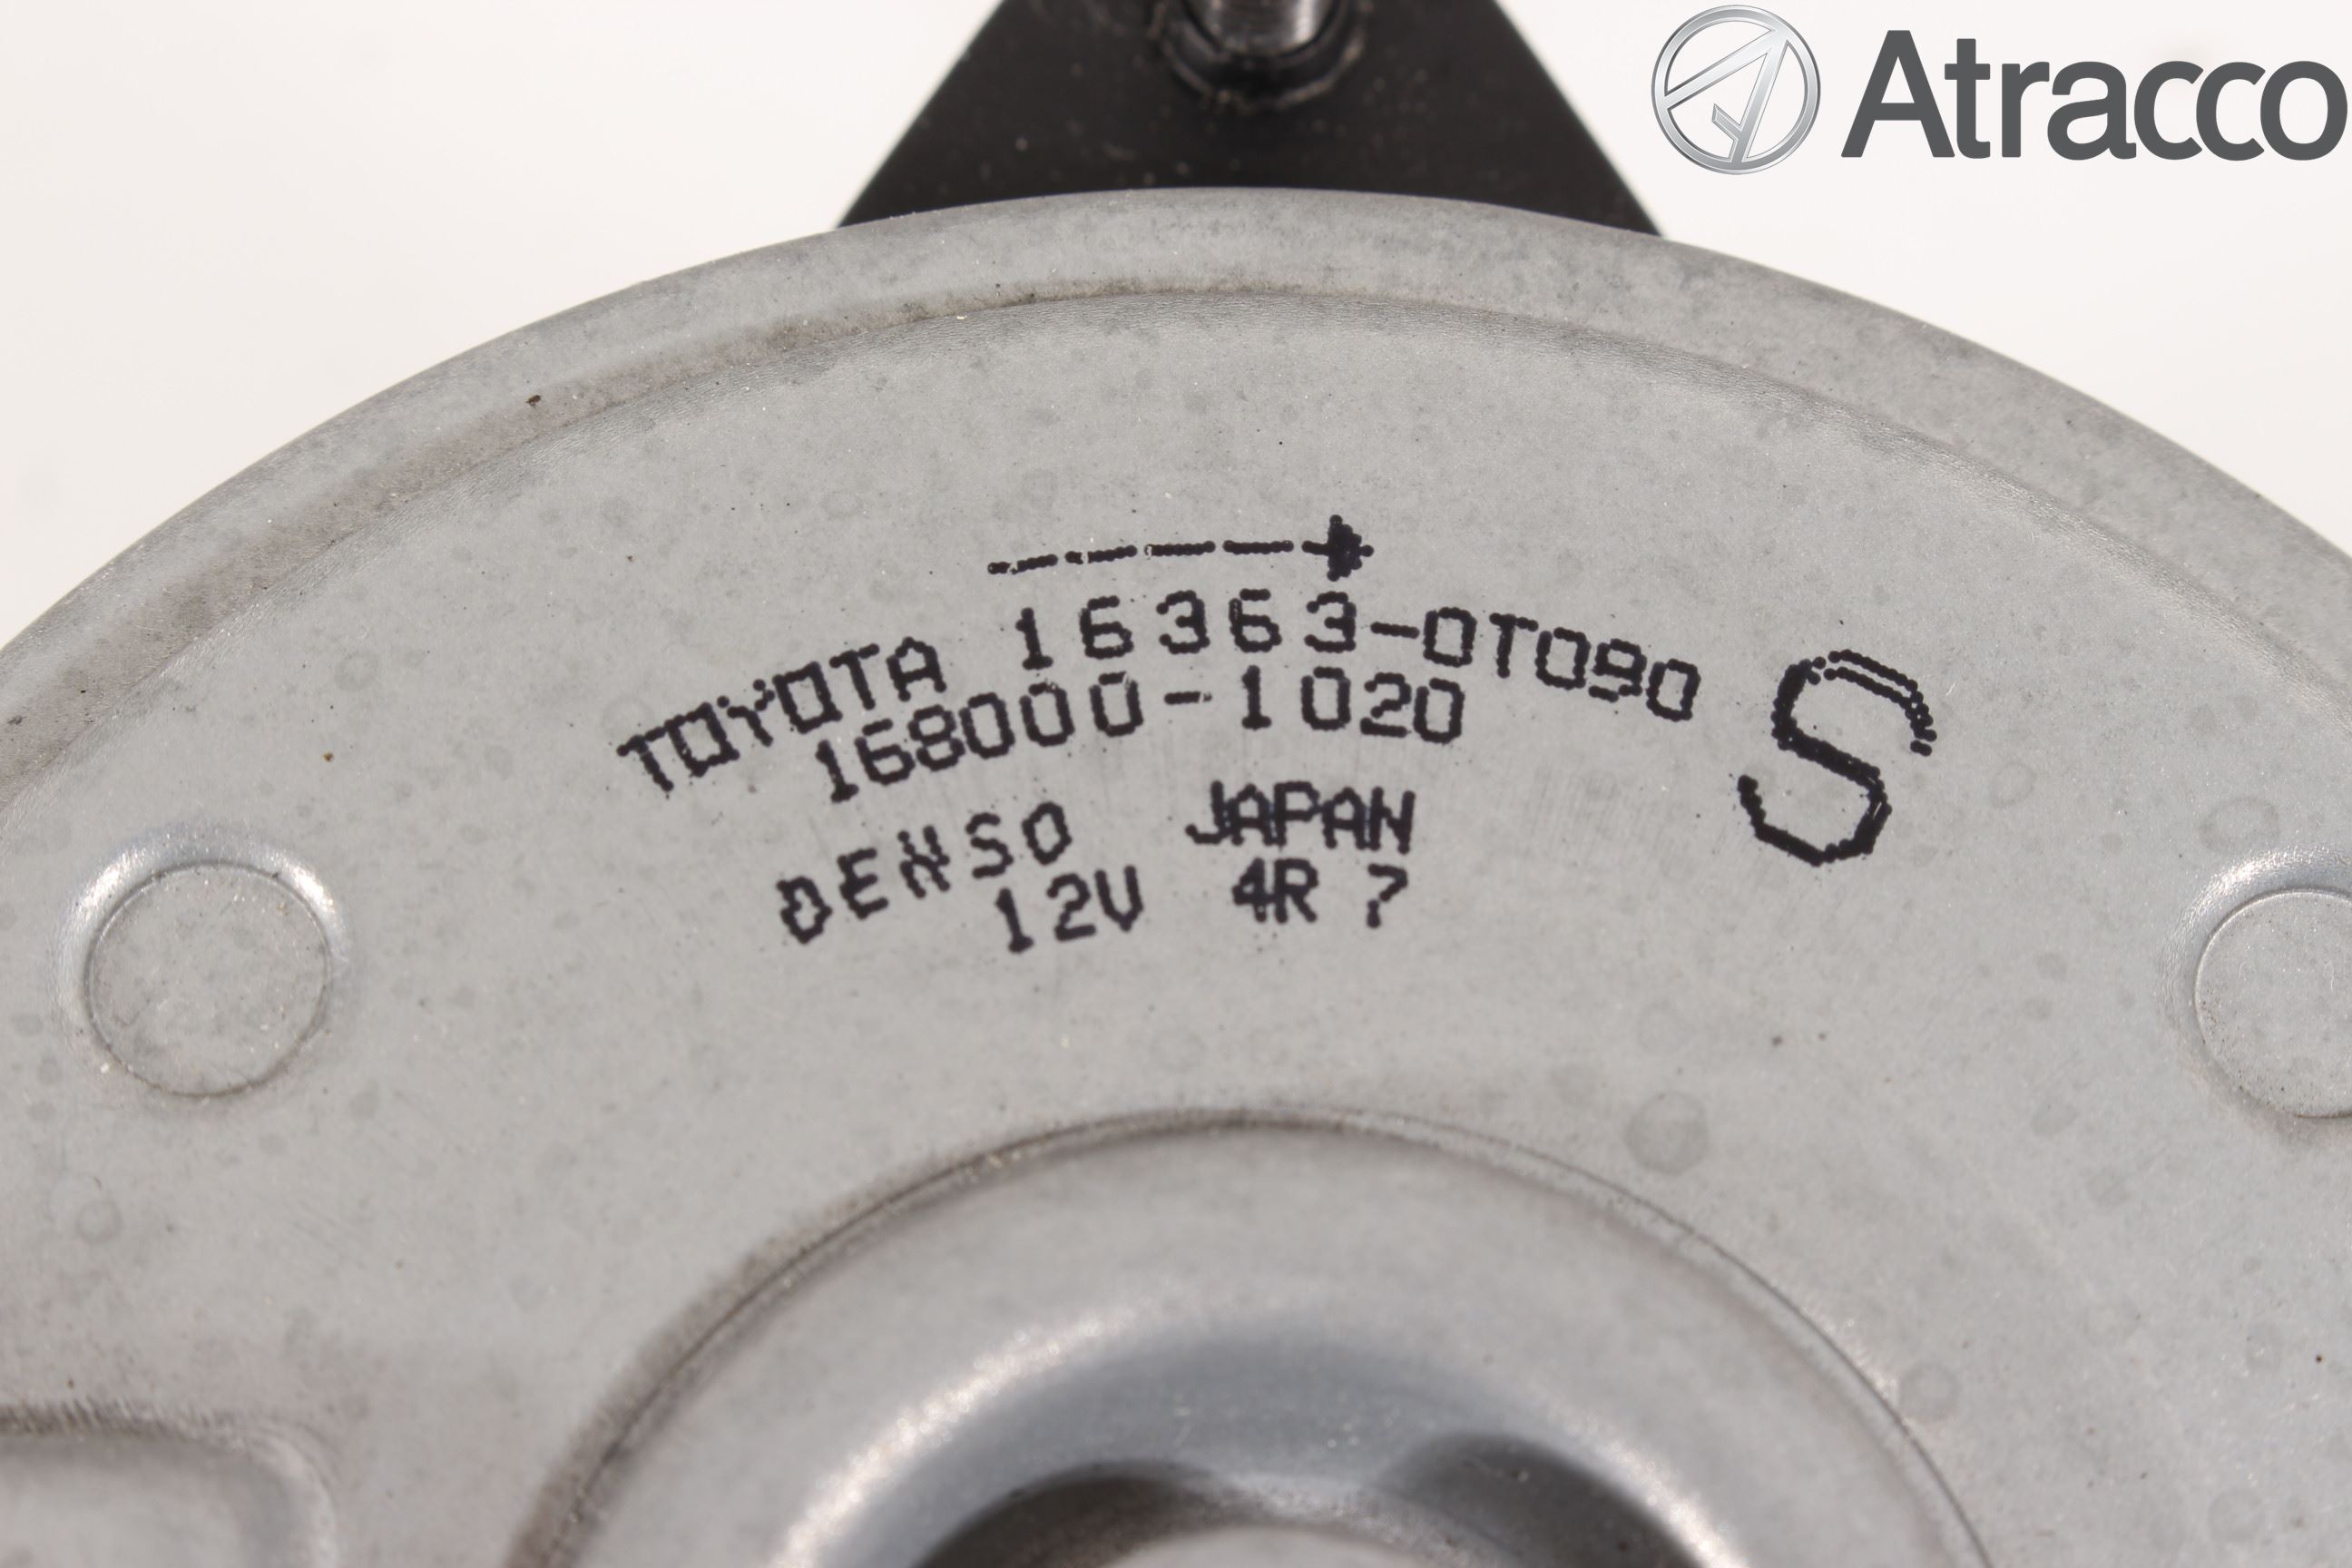 Atracco
TOYOTA 16363-0T090
168000-1020
S
DENSO JAPAN
12V 4R 7